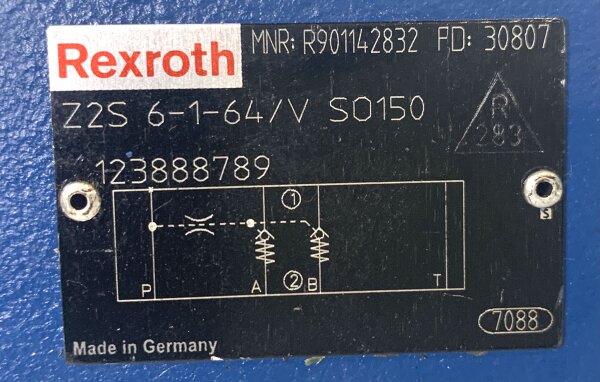 Rexroth MNR: R901142832 FD: 30807
Z2S 6-1-64/V SO150
R
283
123888789
1
S
P A 2 B T
7088
Made in Germany